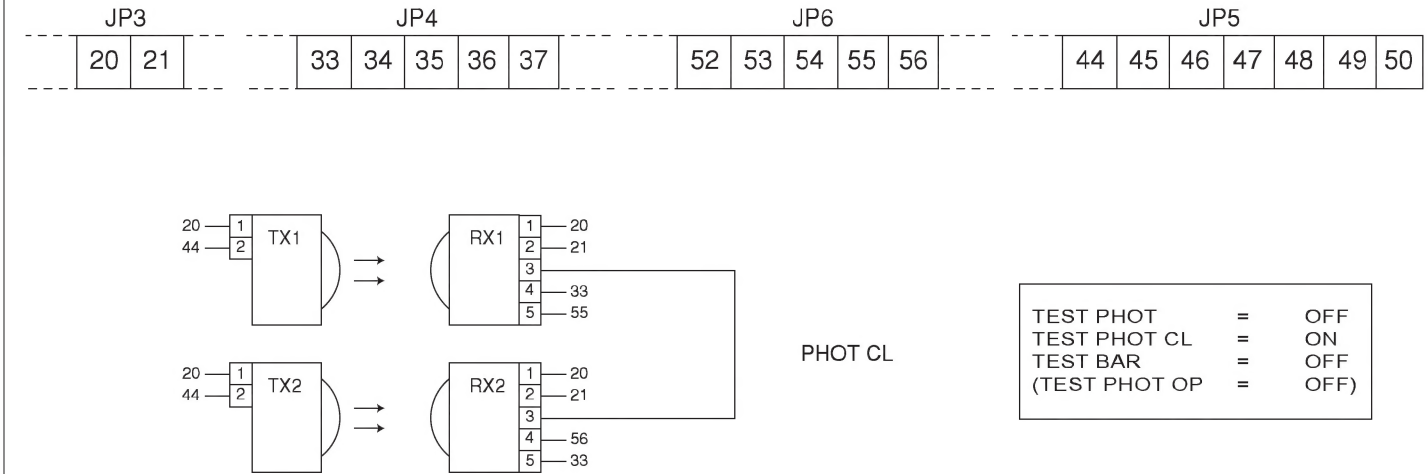 JP3 JP4 JP6 JP5
20 21 33 34 35 36 37 52 53 54 55 56 44 45 46 47 48 49 50
20 1 TX1 RX1 1 20
44 2 2 21
3
4 33
5 55
PHOT CL
20 1 TX2 RX2 1 20
44 2 2 21
3
4 56
5 33
TEST PHOT = OFF
TEST PHOT CL = ON
TEST BAR = OFF
(TEST PHOT OP = OFF)